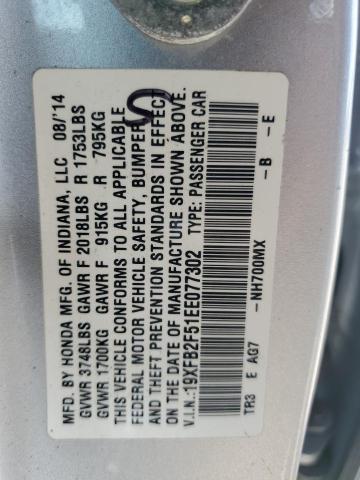 MFD. BY HONDA MFG. OF INDIANA, LLC 08/'14
GVWR 3748LBS GAWR F 2018LBS R 1753LBS
GVWR 1700KG GAWR F 915KG R 795KG
THIS VEHICLE CONFORMS TO ALL APPLICABLE
FEDERAL MOTOR VEHICLE SAFETY, BUMPER,
AND THEFT PREVENTION STANDARDS IN EFFECT
ON THE DATE OF MANUFACTURE SHOWN ABOVE.
V.I.N.: 19XFB2F51EE077302 TYPE: PASSENGER CAR
TR3 E AG7 -NH700MX -B -E